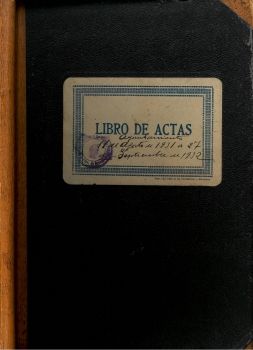 LIBRO DE ACTAS
Ayuntamiento
18 de Agosto de 1931 a 27
Septiembre de 1932